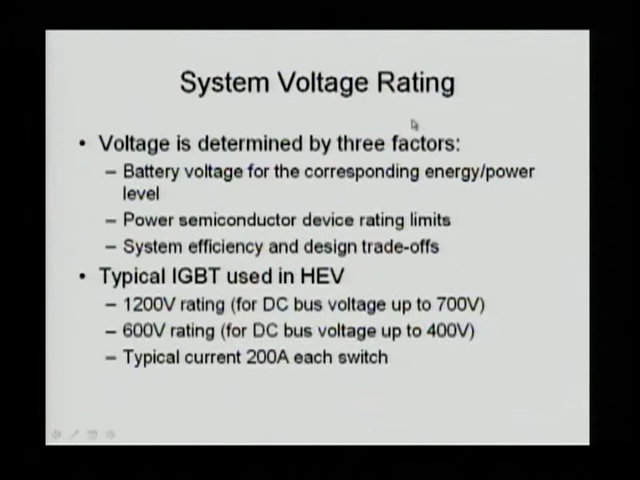 System Voltage Rating
• Voltage is determined by three factors:
– Battery voltage for the corresponding energy/power
level
– Power semiconductor device rating limits
– System efficiency and design trade-offs
• Typical IGBT used in HEV
– 1200V rating (for DC bus voltage up to 700V)
– 600V rating (for DC bus voltage up to 400V)
– Typical current 200A each switch